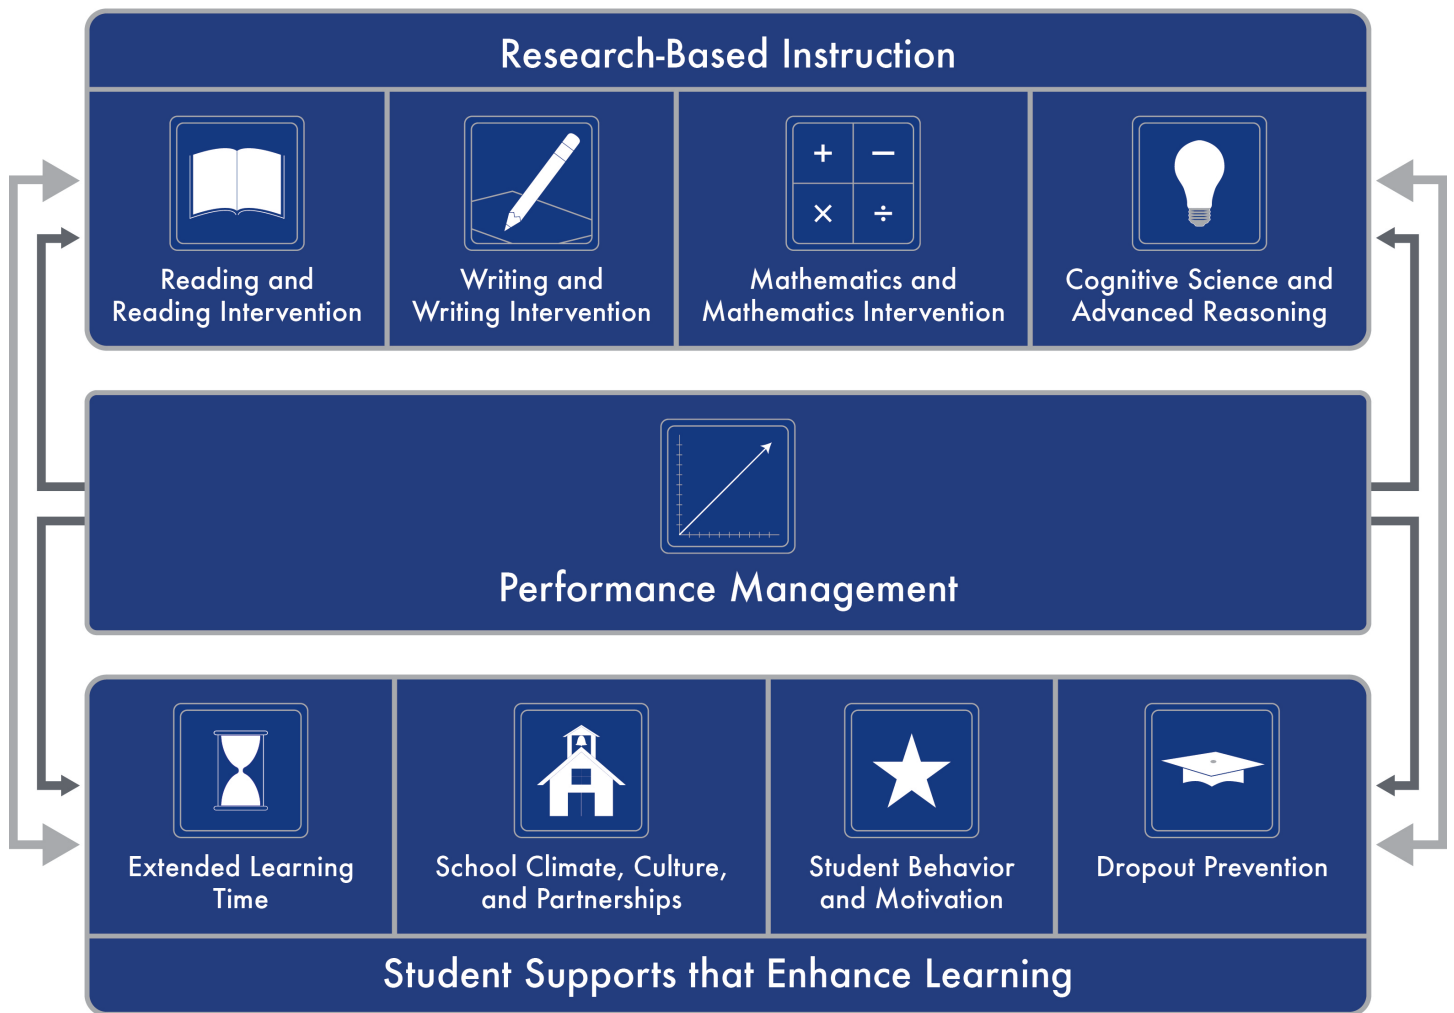 Research-Based Instruction
Reading and
Reading Intervention
Writing and
Writing Intervention
+ −
× ÷
Mathematics and
Mathematics Intervention
Cognitive Science and
Advanced Reasoning
Performance Management
Extended Learning
Time
School Climate, Culture,
and Partnerships
Student Behavior
and Motivation
Dropout Prevention
Student Supports that Enhance Learning